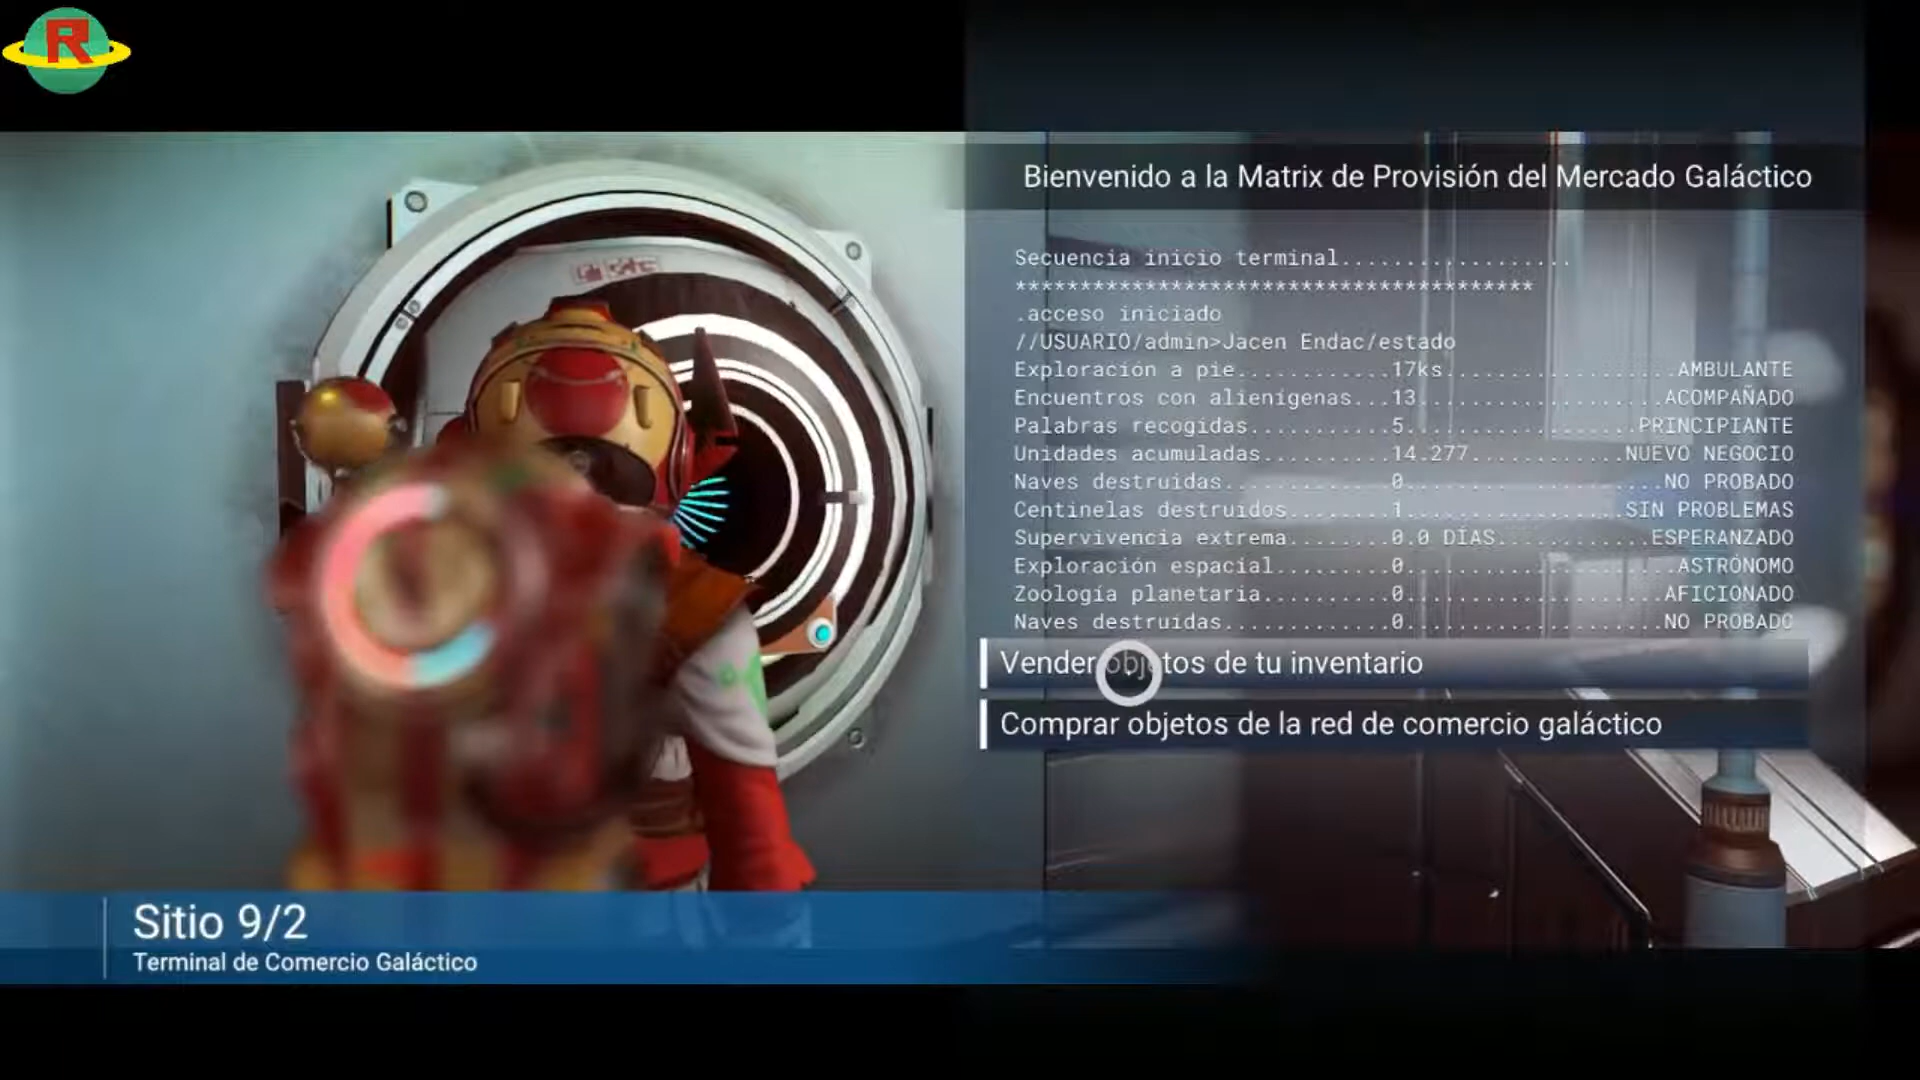 R
Bienvenido a la Matrix de Provisión del Mercado Galáctico
Secuencia inicio terminal..................
****************************************
.acceso iniciado
//USUARIO/admin>Jacen Endac/estado
Exploración a pie............17ks..................AMBULANTE
Encuentros con alienígenas...13...................ACOMPAÑADO
Palabras recogidas...........5..................PRINCIPIANTE
Unidades acumuladas..........14.277............NUEVO NEGOCIO
Naves destruidas.............0....................NO PROBADO
Centinelas destruidos........1.................SIN PROBLEMAS
Supervivencia extrema........0.0 DÍAS............ESPERANZADO
Exploración espacial.........0.....................ASTRÓNOMO
Zoología planetaria..........0....................AFICIONADO
Naves destruidas.............0....................NO PROBADO
Vender objetos de tu inventario
Comprar objetos de la red de comercio galáctico
Sitio 9/2
Terminal de Comercio Galáctico